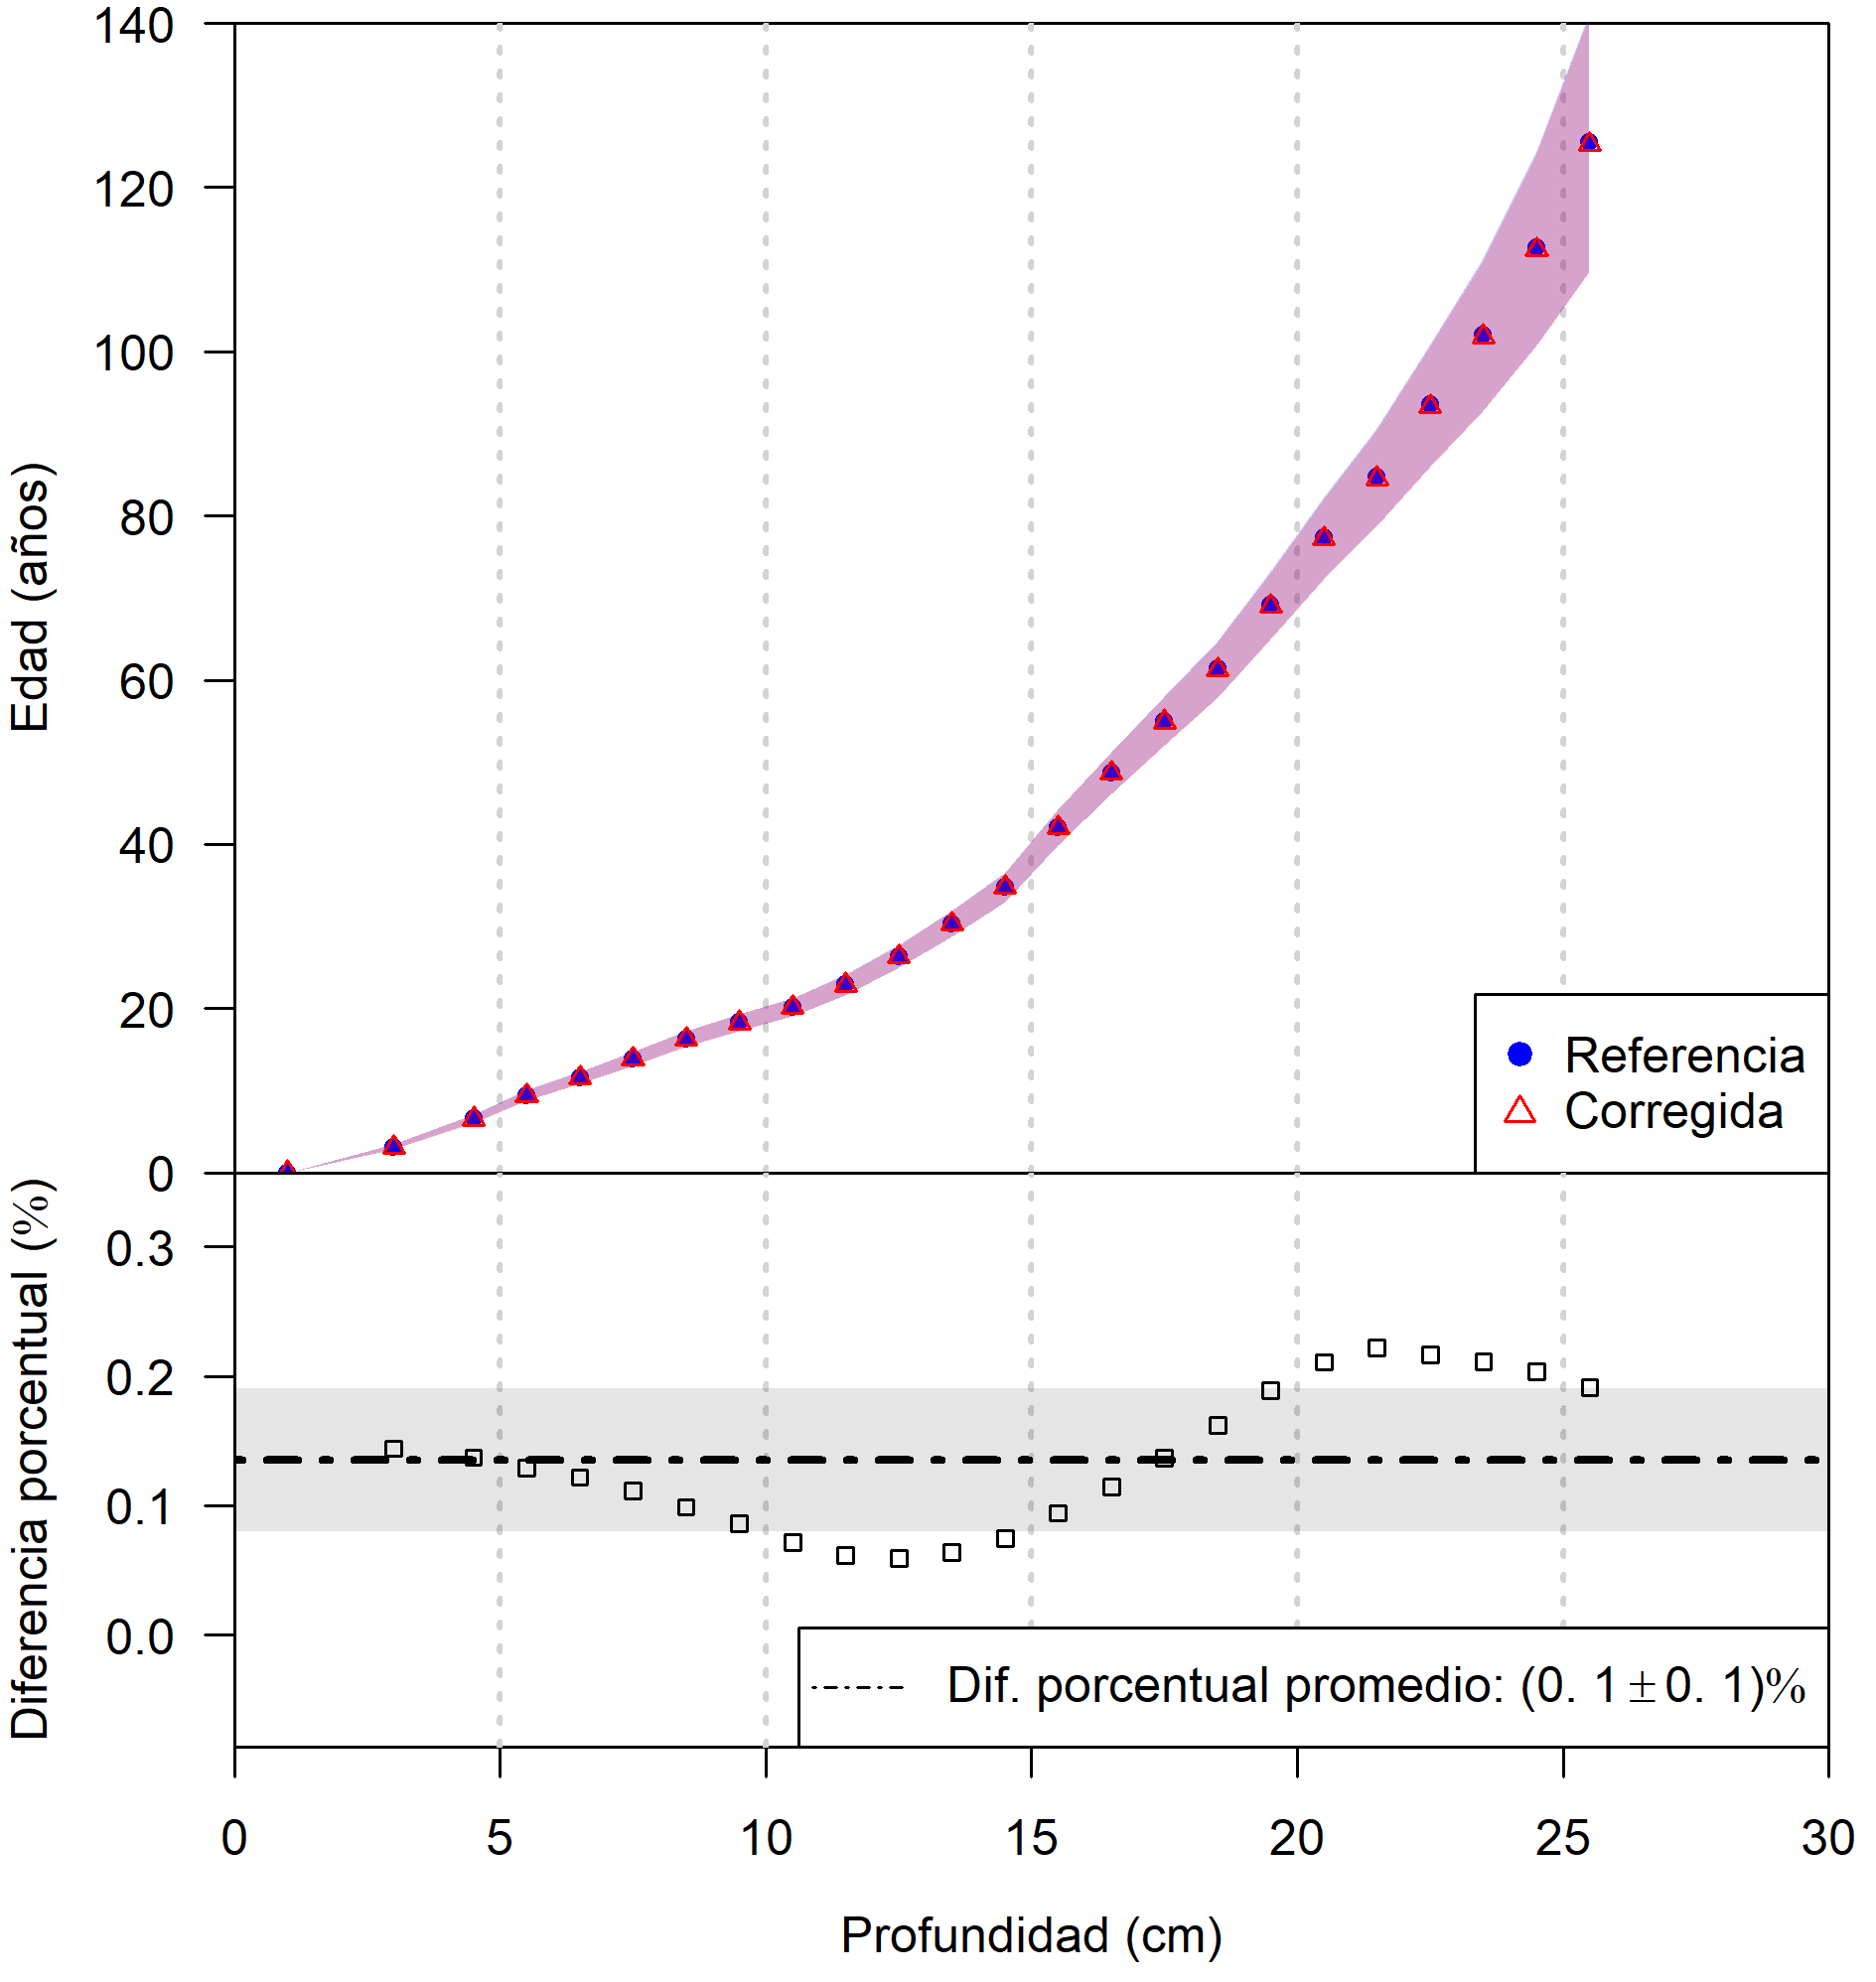 140
120
100
80
60
40
20
0
Edad (años)
Referencia
Corregida
0.3
0.2
0.1
0.0
Diferencia porcentual (%)
Dif. porcentual promedio: (0. 1 ± 0. 1)%
0 5 10 15 20 25 30
Profundidad (cm)